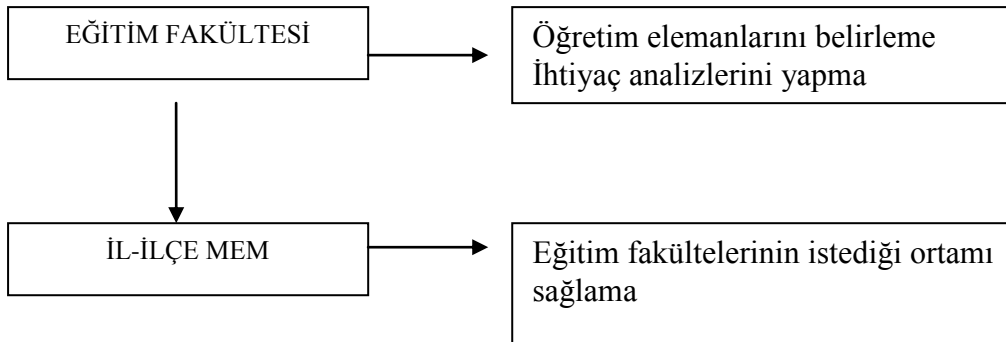 EĞİTİM FAKÜLTESİ
Öğretim elemanlarını belirleme
İhtiyaç analizlerini yapma
İL-İLÇE MEM
Eğitim fakültelerinin istediği ortamı
sağlama